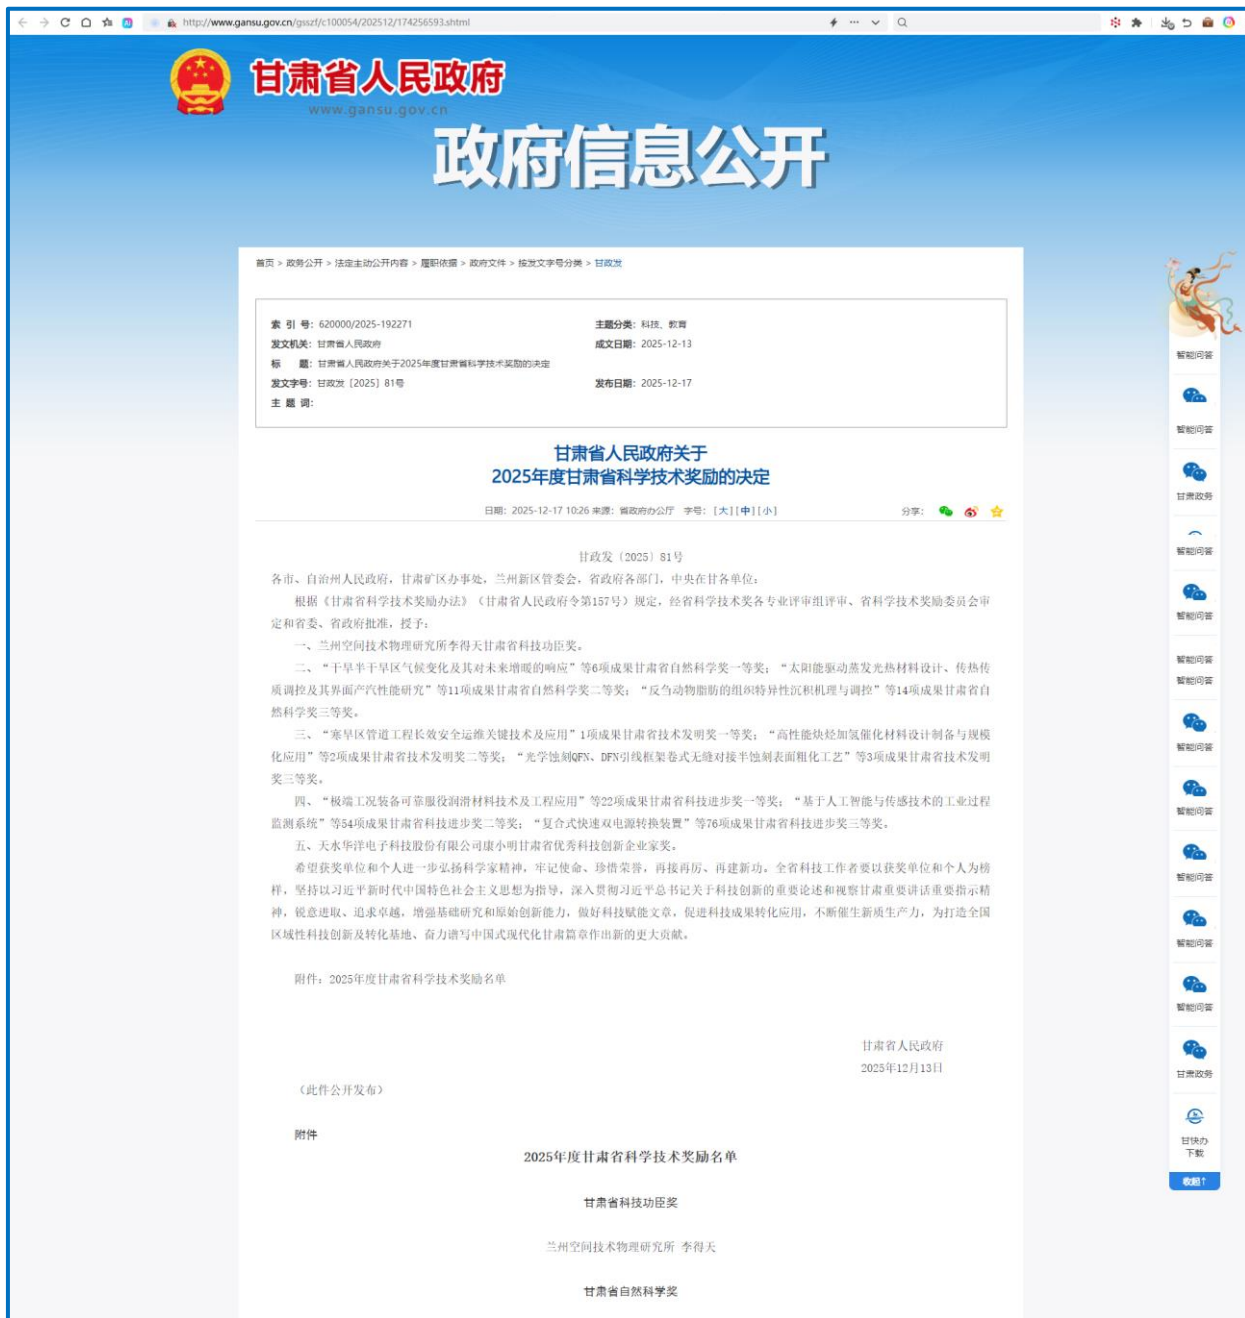 http://www.gansu.gov.cn/gsszf/c100054/202512/174256593.shtml
甘肃省人民政府
www.gansu.gov.cn
政府信息公开
首页 > 政务公开 > 法定主动公开内容 > 履职依据 > 政府文件 > 按发文字号分类 > 甘政发
索 引 号：620000/2025-192271 主题分类：科技、教育
发文机关：甘肃省人民政府 成文日期：2025-12-13
标 题：甘肃省人民政府关于2025年度甘肃省科学技术奖励的决定
发文字号：甘政发〔2025〕81号 发布日期：2025-12-17
主 题 词：
甘肃省人民政府关于
2025年度甘肃省科学技术奖励的决定
日期：2025-12-17 10:26 来源：省政府办公厅 字号：[大][中][小] 分享：
甘政发〔2025〕81号
各市、自治州人民政府，甘肃矿区办事处，兰州新区管委会，省政府各部门，中央在甘各单位：
根据《甘肃省科学技术奖励办法》（甘肃省人民政府令第157号）规定，经省科学技术奖各专业评审组评审、省科学技术奖励委员会审
定和省委、省政府批准，授予：
一、兰州空间技术物理研究所李得天甘肃省科技功臣奖。
二、“干旱半干旱区气候变化及其对未来增暖的响应”等6项成果甘肃省自然科学奖一等奖；“太阳能驱动蒸发光热材料设计、传热传
质调控及其界面产汽性能研究”等11项成果甘肃省自然科学奖二等奖；“反刍动物脂肪的组织特异性沉积机理与调控”等14项成果甘肃省自
然科学奖三等奖。
三、“寒旱区管道工程长效安全运维关键技术及应用”1项成果甘肃省技术发明奖一等奖；“高性能炔烃加氢催化材料设计制备与规模
化应用”等2项成果甘肃省技术发明奖二等奖；“光学蚀刻QFN、DFN引线框架卷式无缝对接半蚀刻表面粗化工艺”等3项成果甘肃省技术发明
奖三等奖。
四、“极端工况装备可靠服役润滑材料技术及工程应用”等22项成果甘肃省科技进步奖一等奖；“基于人工智能与传感技术的工业过程
监测系统”等54项成果甘肃省科技进步奖二等奖；“复合式快速双电源转换装置”等76项成果甘肃省科技进步奖三等奖。
五、天水华洋电子科技股份有限公司康小明甘肃省优秀科技创新企业家奖。
希望获奖单位和个人进一步弘扬科学家精神，牢记使命、珍惜荣誉，再接再厉、再建新功。全省科技工作者要以获奖单位和个人为榜
样，坚持以习近平新时代中国特色社会主义思想为指导，深入贯彻习近平总书记关于科技创新的重要论述和视察甘肃重要讲话重要指示精
神，锐意进取、追求卓越，增强基础研究和原始创新能力，做好科技赋能文章，促进科技成果转化应用，不断催生新质生产力，为打造全国
区域性科技创新及转化基地、奋力谱写中国式现代化甘肃篇章作出新的更大贡献。
附件：2025年度甘肃省科学技术奖励名单
甘肃省人民政府
2025年12月13日
（此件公开发布）
附件
2025年度甘肃省科学技术奖励名单
甘肃省科技功臣奖
兰州空间技术物理研究所 李得天
甘肃省自然科学奖
智能问答
智能问答
甘肃政务
智能问答
智能问答
智能问答
智能问答
智能问答
智能问答
智能问答
智能问答
智能问答
甘肃政务
甘快办
下载
收起↑